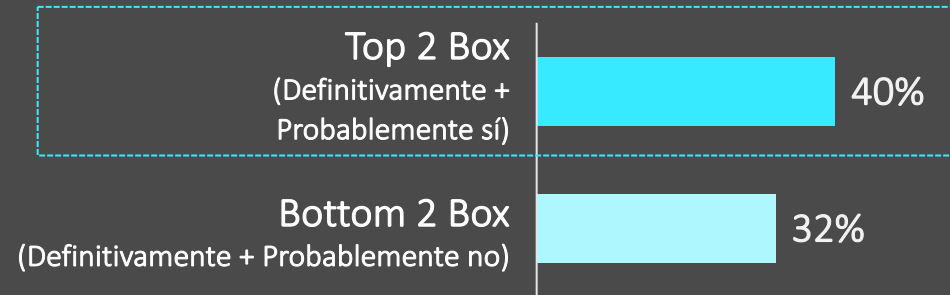 Top 2 Box
(Definitivamente +
Probablemente sí)
40%
Bottom 2 Box
(Definitivamente + Probablemente no)
32%